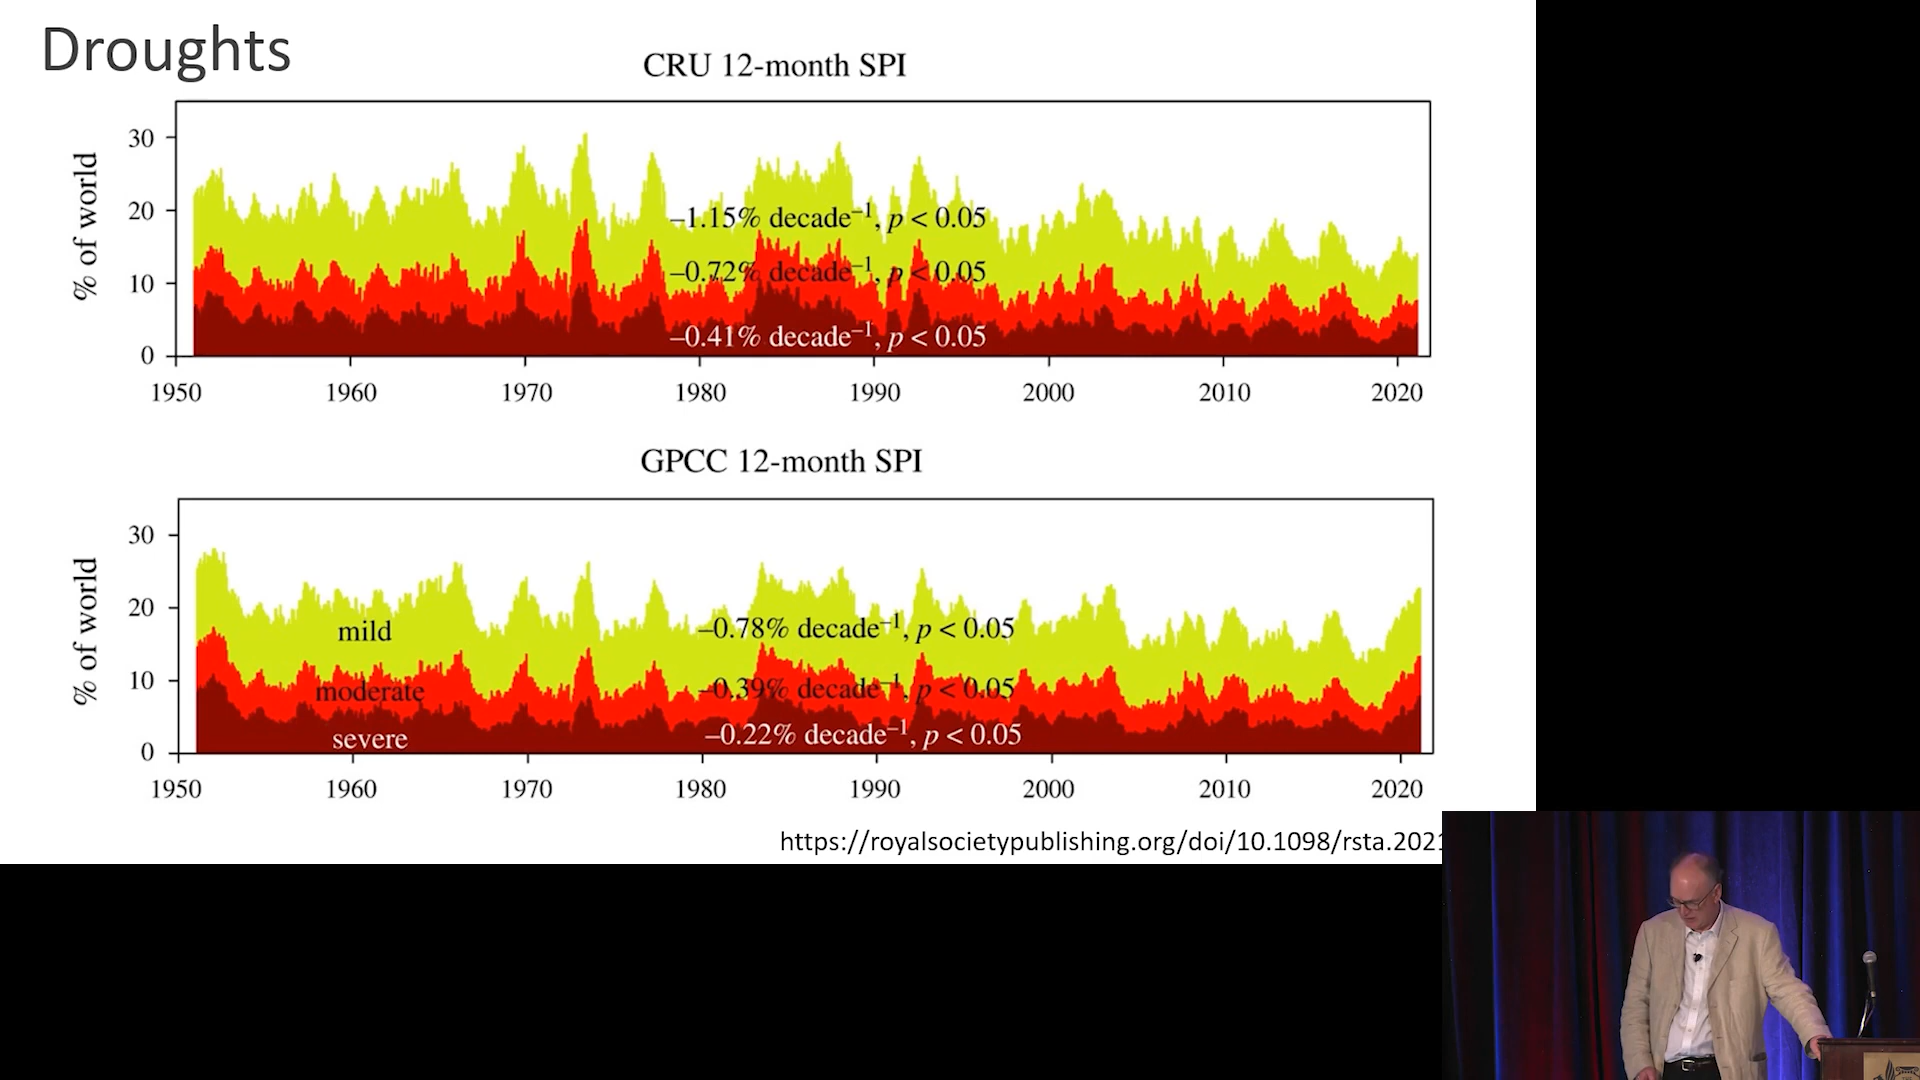 Droughts
CRU 12-month SPI
% of world
30
20
10
0
–1.15% decade⁻¹, p < 0.05
–0.72% decade⁻¹, p < 0.05
–0.41% decade⁻¹, p < 0.05
1950 1960 1970 1980 1990 2000 2010 2020
GPCC 12-month SPI
% of world
30
20
10
0
mild
moderate
severe
–0.78% decade⁻¹, p < 0.05
–0.39% decade⁻¹, p < 0.05
–0.22% decade⁻¹, p < 0.05
1950 1960 1970 1980 1990 2000 2010 2020
https://royalsocietypublishing.org/doi/10.1098/rsta.2021